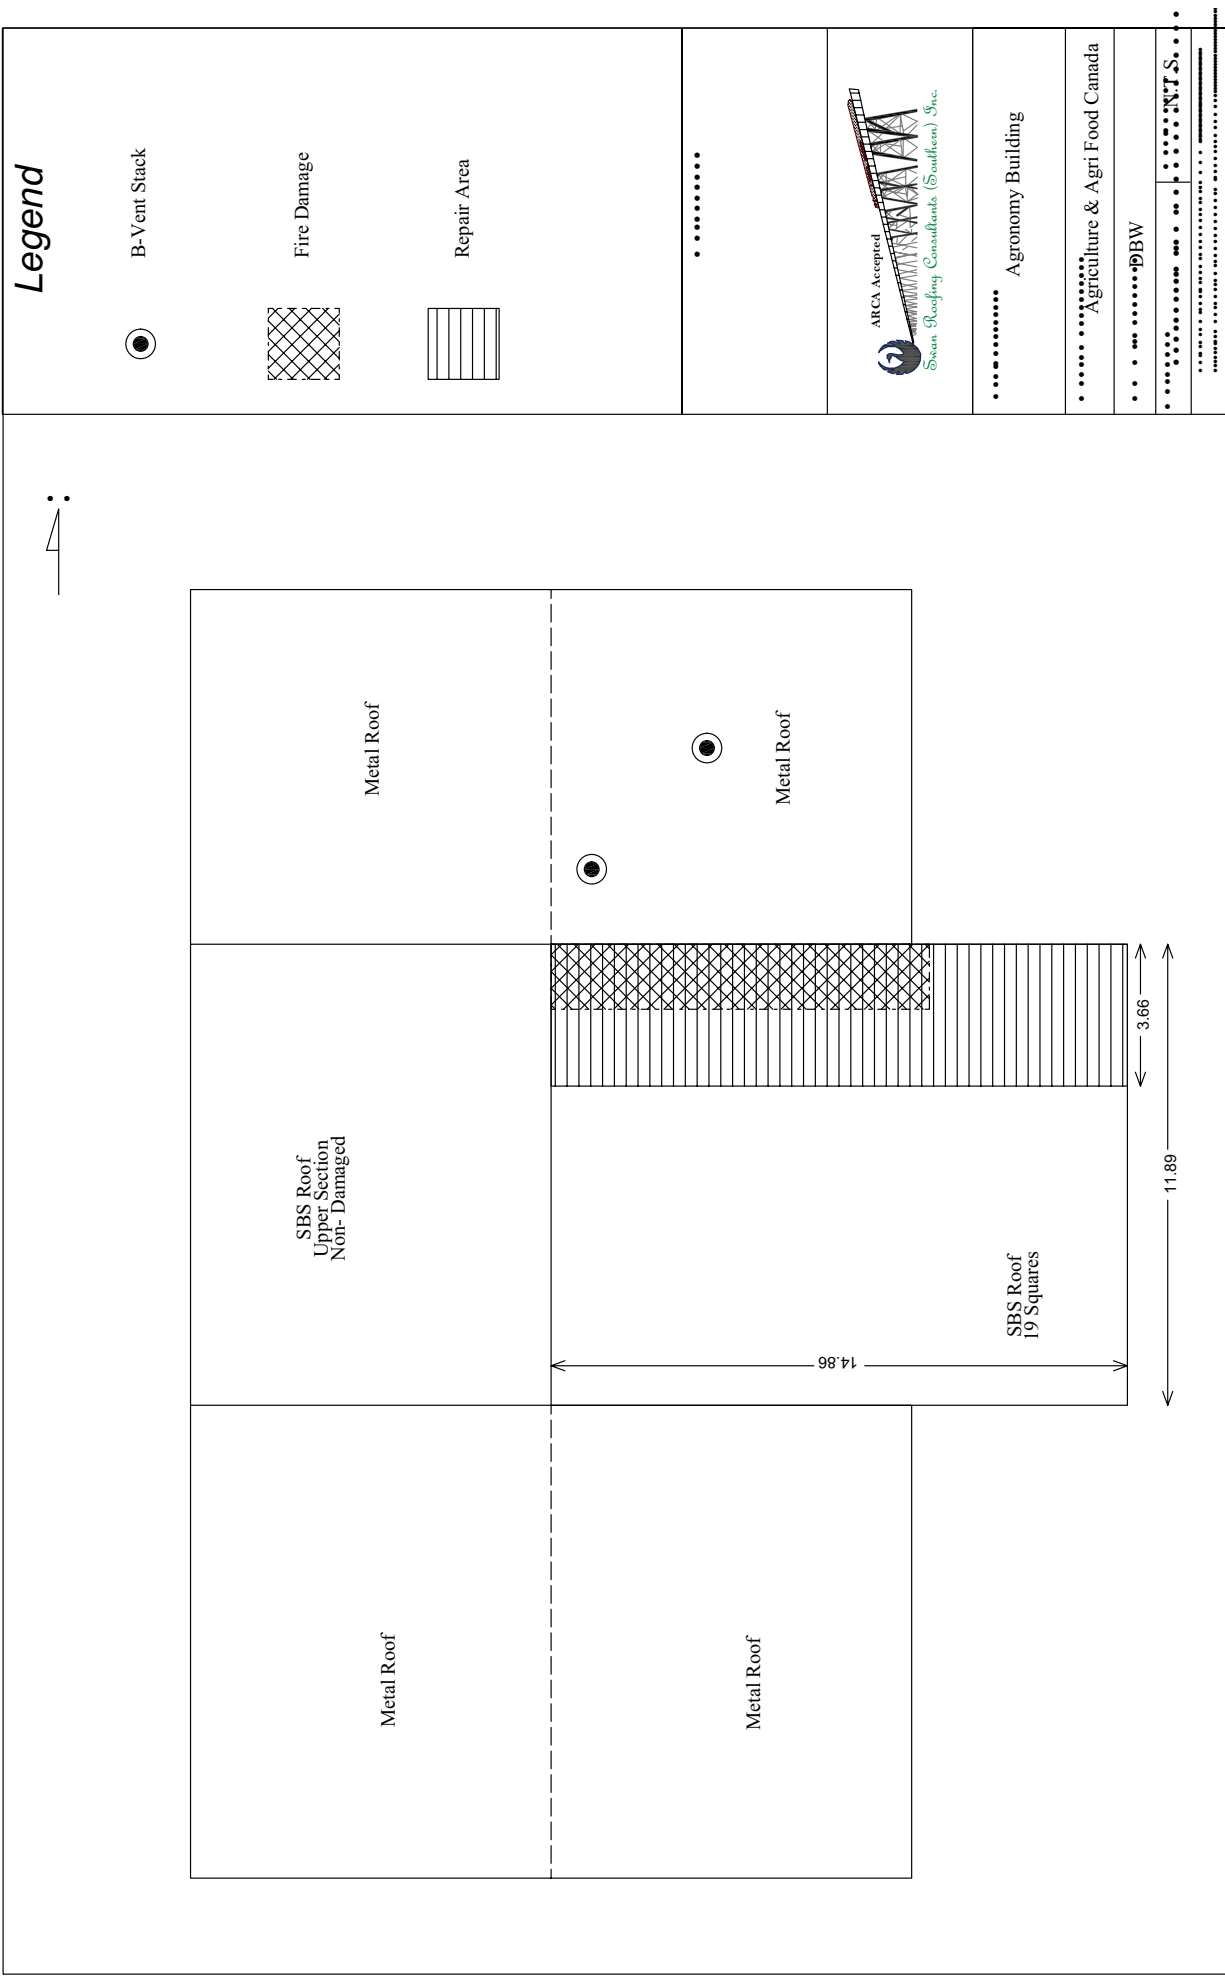 Legend
B-Vent Stack
Fire Damage
Repair Area
ARCA Accepted
Swan Roofing Consultants (Southern) Inc.
Agronomy Building
Agriculture & Agri Food Canada
DBW
N.T.S.
Metal Roof
SBS Roof
Upper Section
Non- Damaged
Metal Roof
Metal Roof
Metal Roof
SBS Roof
19 Squares
14.86
3.66
11.89